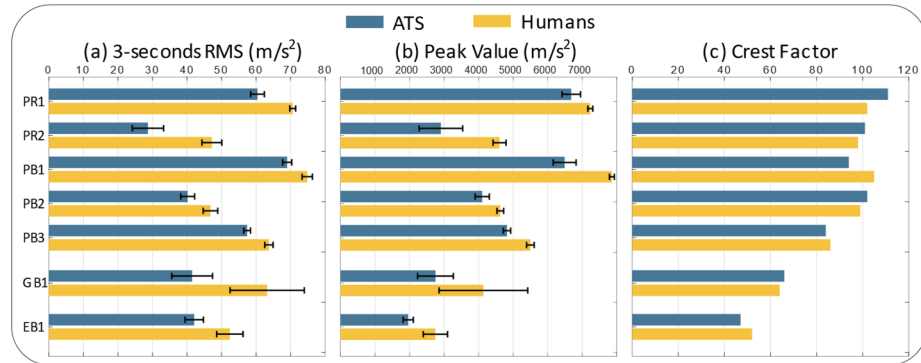 ATS Humans
(a) 3-seconds RMS (m/s²) (b) Peak Value (m/s²) (c) Crest Factor
0 10 20 30 40 50 60 70 80 1000 2000 3000 4000 5000 6000 7000 0 20 40 60 80 100 120
PR1
PR2
PB1
PB2
PB3
GB1
EB1